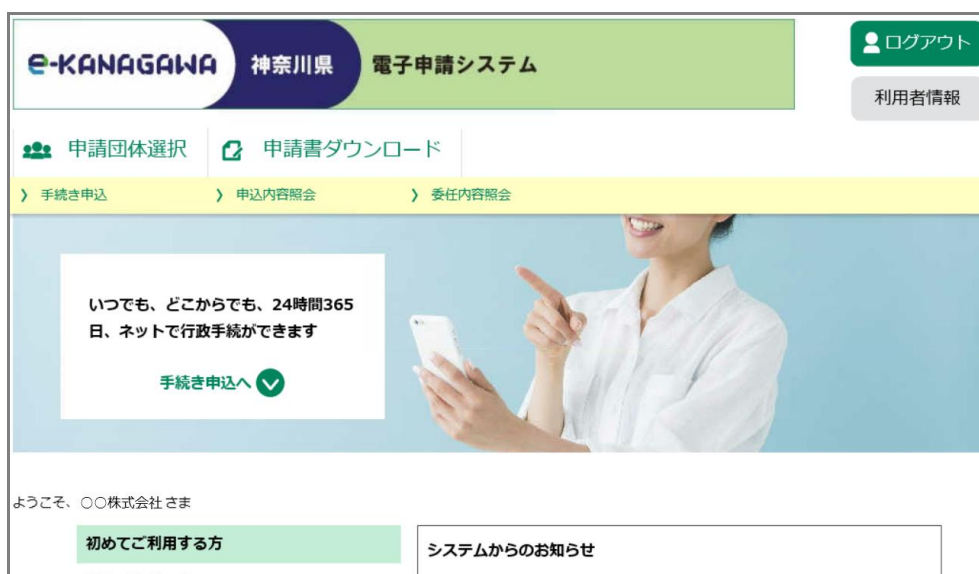 e-KANAGAWA 神奈川県 電子申請システム
ログアウト
利用者情報
申請団体選択 申請書ダウンロード
手続き申込 申込内容照会 委任内容照会
いつでも、どこからでも、24時間365
日、ネットで行政手続ができます
手続き申込へ
ようこそ、〇〇株式会社 さま
初めてご利用する方
システムからのお知らせ